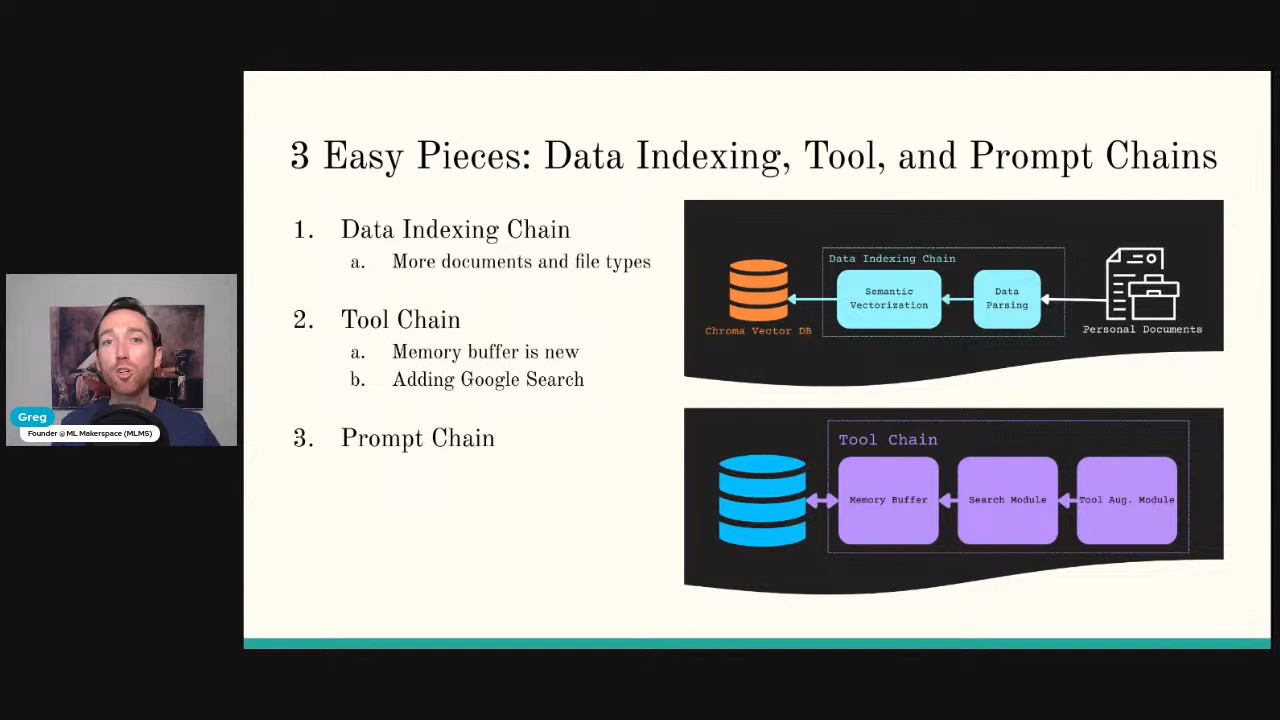 3 Easy Pieces: Data Indexing, Tool, and Prompt Chains
1. Data Indexing Chain
a. More documents and file types
2. Tool Chain
a. Memory buffer is new
b. Adding Google Search
3. Prompt Chain
Data Indexing Chain
Semantic
Vectorization
Data
Parsing
Chroma Vector DB
Personal Documents
Tool Chain
Memory Buffer
Search Module
Tool Aug. Module
Greg
Founder @ ML Makerspace (MLMS)